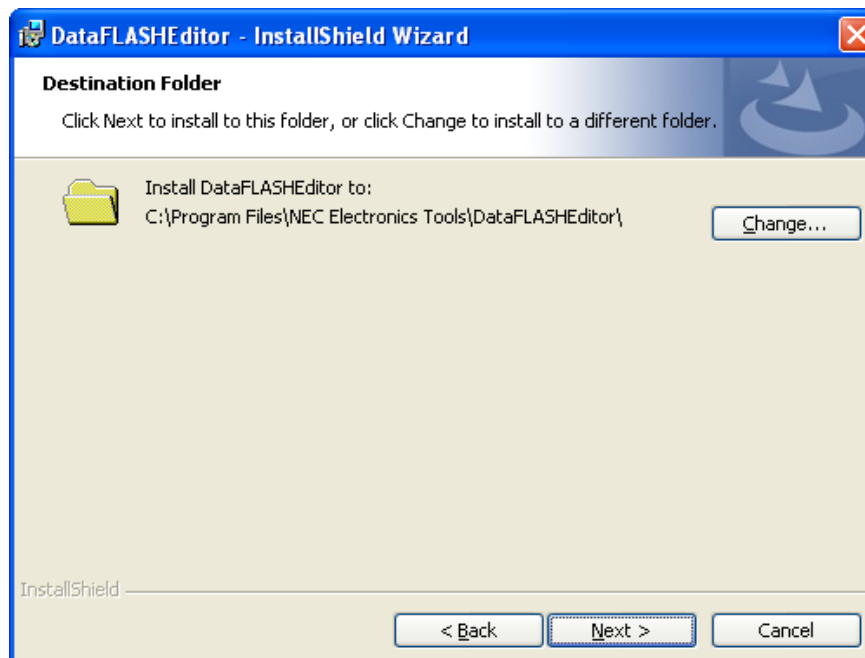 DataFLASHEditor - InstallShield Wizard
Destination Folder
Click Next to install to this folder, or click Change to install to a different folder.
Install DataFLASHEditor to:
C:\Program Files\NEC Electronics Tools\DataFLASHEditor\
Change...
InstallShield
< Back
Next >
Cancel